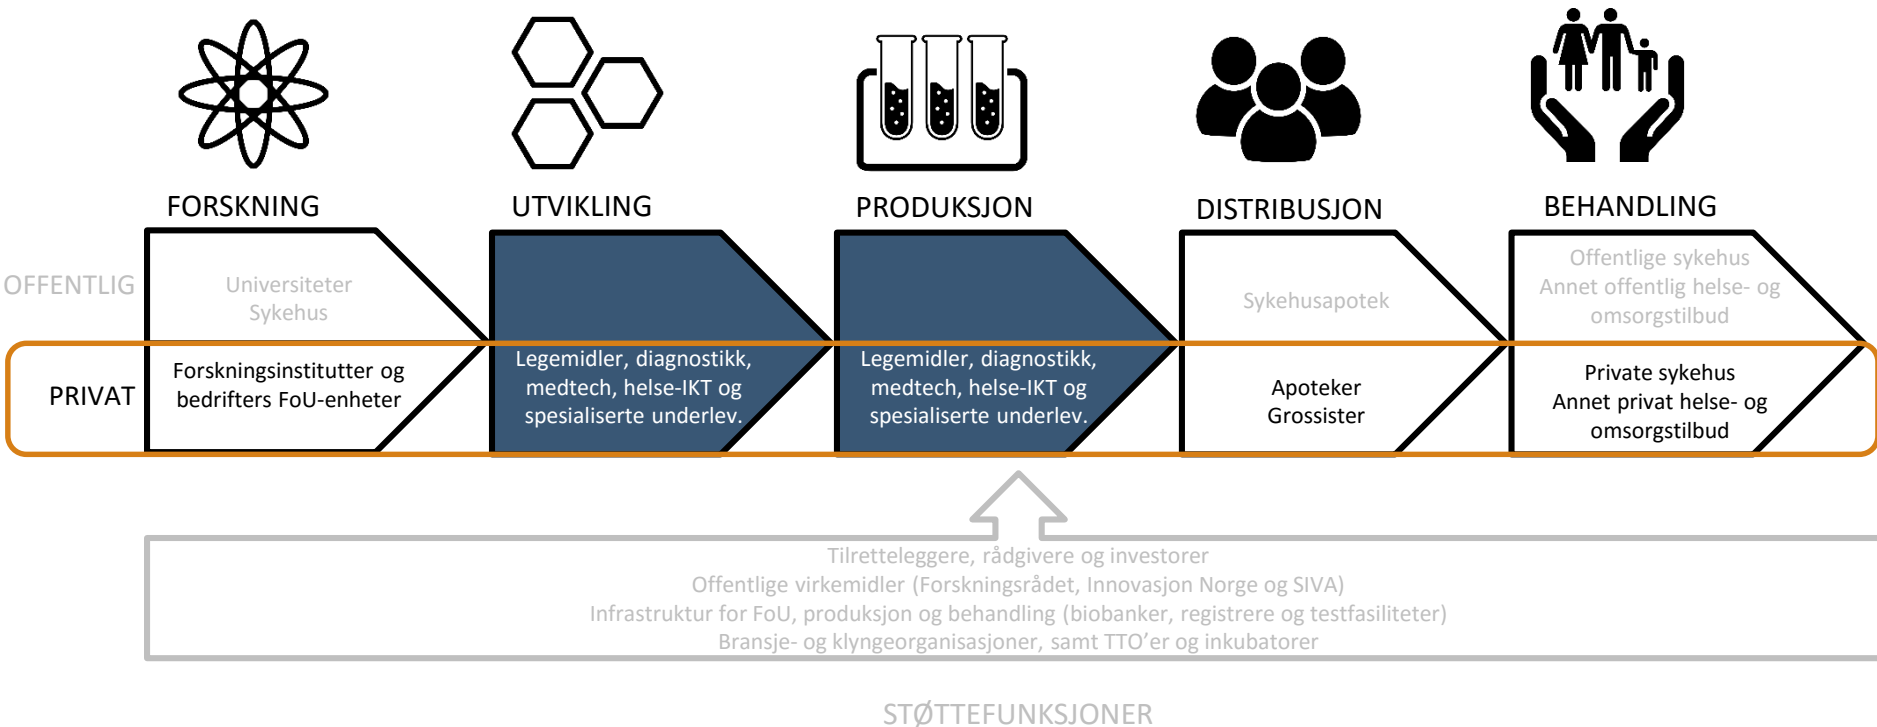 FORSKNING
UTVIKLING
PRODUKSJON
DISTRIBUSJON
BEHANDLING
OFFENTLIG
Universiteter
Sykehus
Sykehusapotek
Offentlige sykehus
Annet offentlig helse- og
omsorgstilbud
PRIVAT
Forskningsinstitutter og
bedrifters FoU-enheter
Legemidler, diagnostikk,
medtech, helse-IKT og
spesialiserte underlev.
Legemidler, diagnostikk,
medtech, helse-IKT og
spesialiserte underlev.
Apoteker
Grossister
Private sykehus
Annet privat helse- og
omsorgstilbud
Tilretteleggere, rådgivere og investorer
Offentlige virkemidler (Forskningsrådet, Innovasjon Norge og SIVA)
Infrastruktur for FoU, produksjon og behandling (biobanker, registrere og testfasiliteter)
Bransje- og klyngeorganisasjoner, samt TTO’er og inkubatorer
STØTTEFUNKSJONER